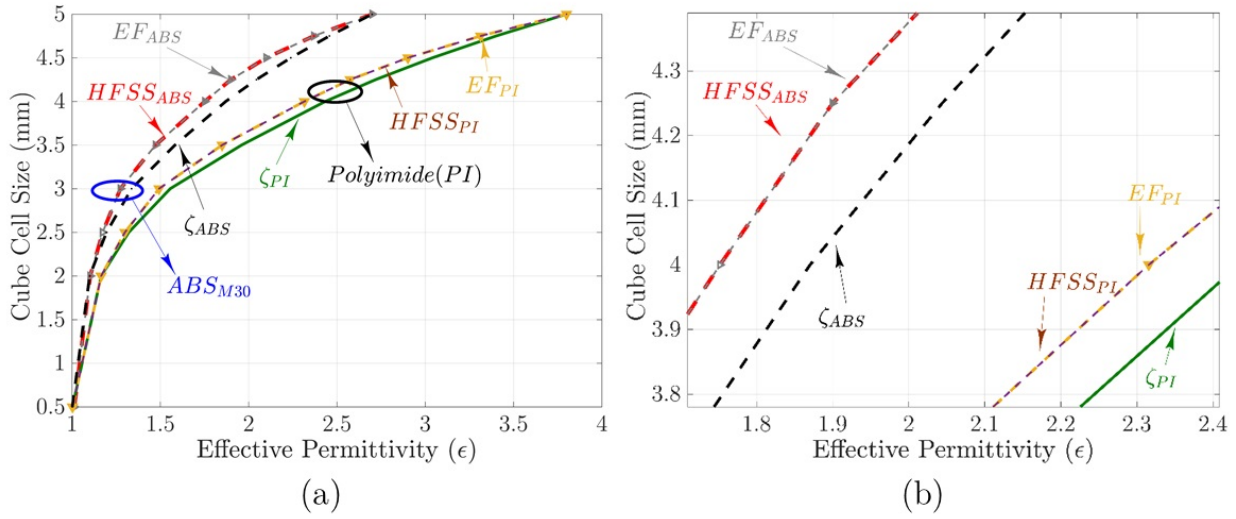 5
4.5
4
3.5
3
2.5
2
1.5
1
0.5
Cube Cell Size (mm)
EF_ABS
HFSS_ABS
EF_PI
HFSS_PI
ζ_PI
Polyimide(PI)
ζ_ABS
ABS_M30
1 1.5 2 2.5 3 3.5 4
Effective Permittivity (ϵ)
(a)
4.3
4.2
4.1
4
3.9
3.8
Cube Cell Size (mm)
EF_ABS
HFSS_ABS
EF_PI
HFSS_PI
ζ_ABS
ζ_PI
1.8 1.9 2 2.1 2.2 2.3 2.4
Effective Permittivity (ϵ)
(b)